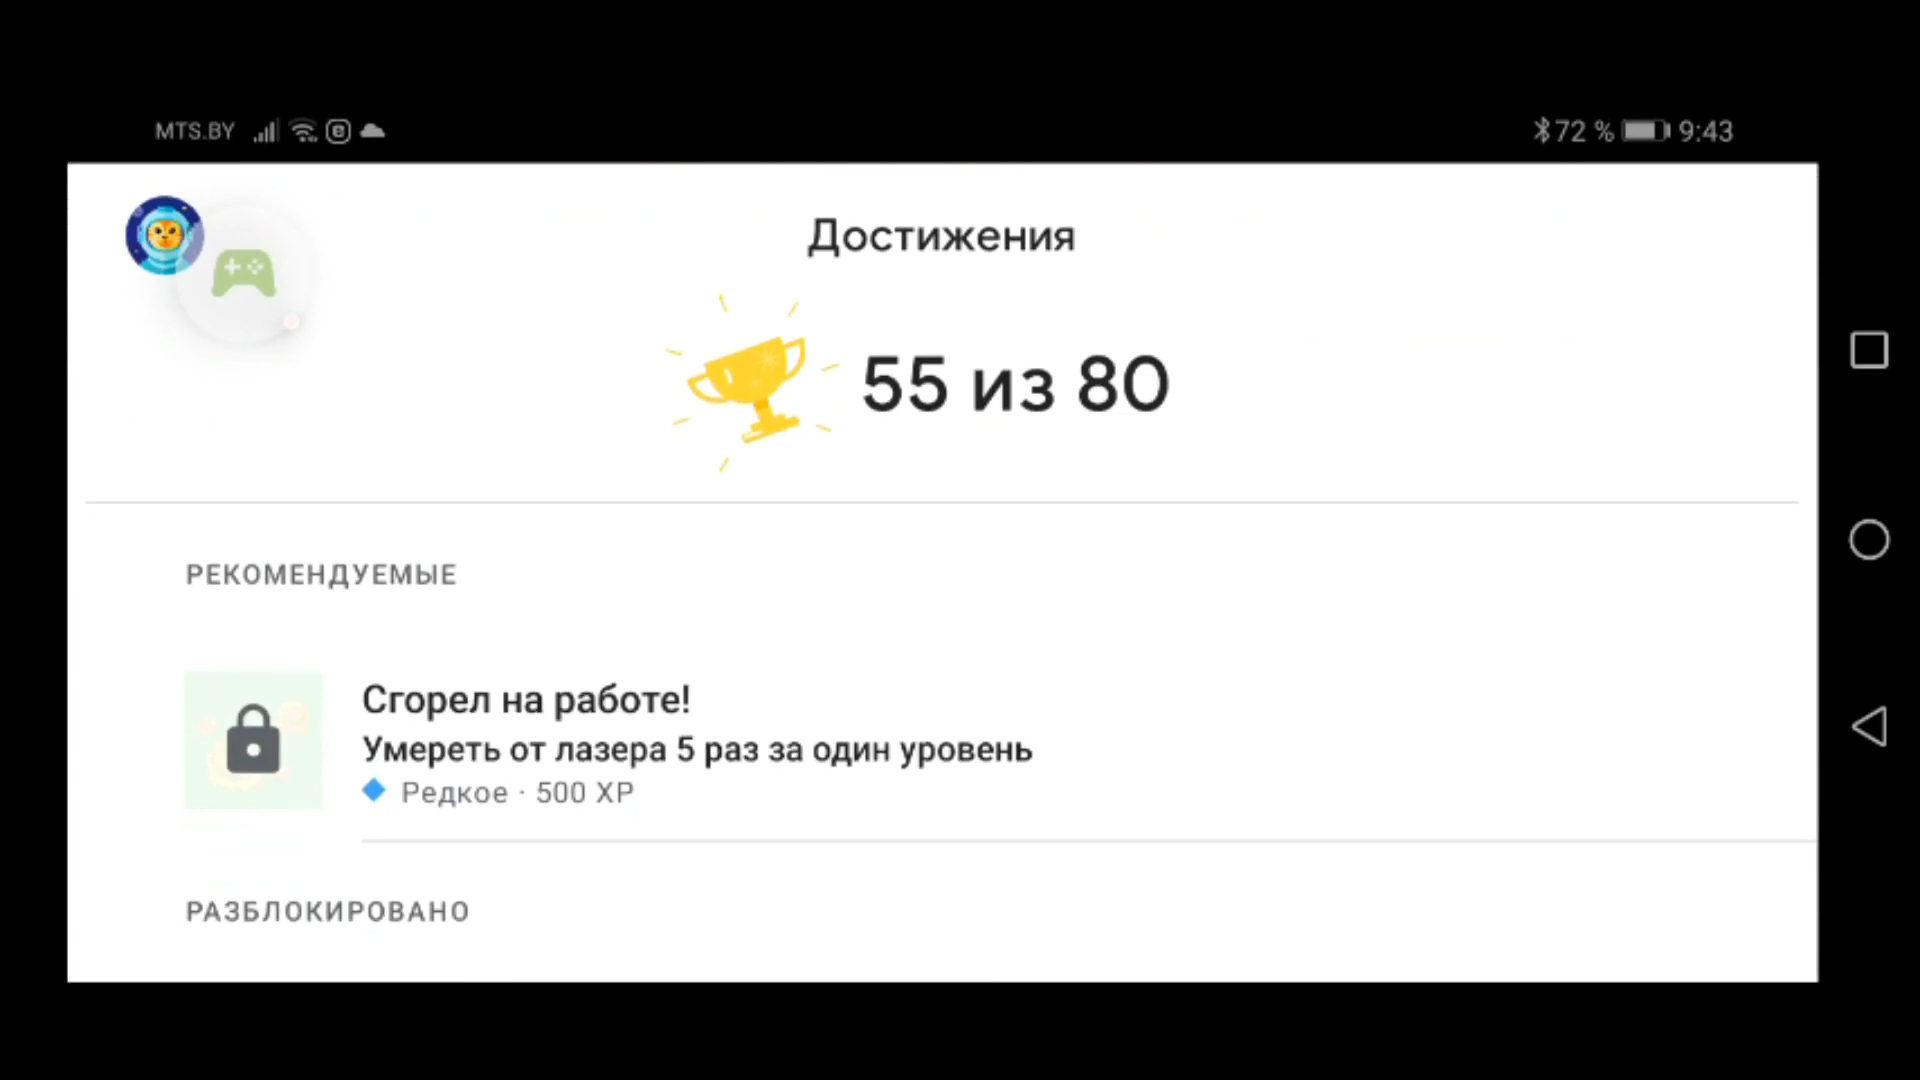 MTS.BY 72 % 9:43
Достижения
55 из 80
РЕКОМЕНДУЕМЫЕ
Сгорел на работе!
Умереть от лазера 5 раз за один уровень
Редкое · 500 XP
РАЗБЛОКИРОВАНО